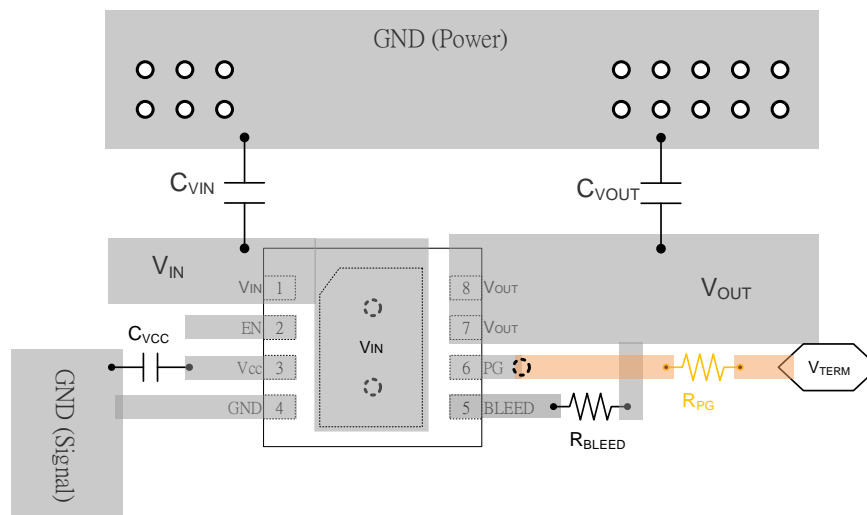 GND (Power)
CVIN
CVOUT
VIN
VIN 1
8 VOUT
VOUT
EN 2
VIN
7 VOUT
CVCC
Vcc 3
6 PG
VTERM
RPG
GND 4
5 BLEED
RBLEED
GND (Signal)